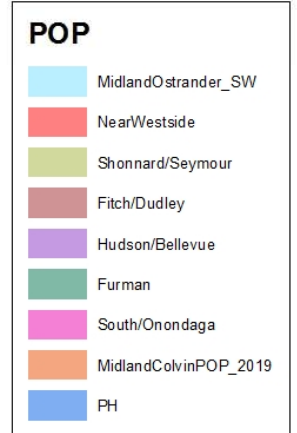 POP
MidlandOstrander_SW
NearWestside
Shonnard/Seymour
Fitch/Dudley
Hudson/Bellevue
Furman
South/Onondaga
MidlandColvinPOP_2019
PH